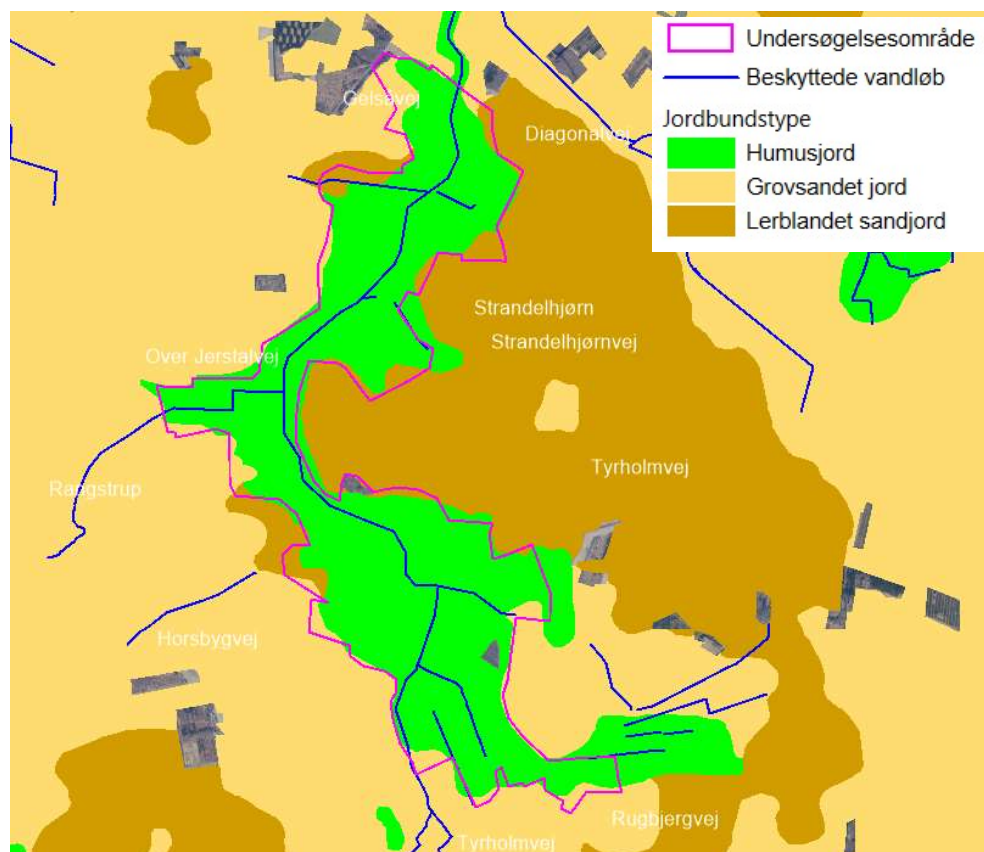 Undersøgelsesområde
Beskyttede vandløb
Jordbundstype
Humusjord
Grovsandet jord
Lerblandet sandjord
Gelsåvej
Diagonalvej
Strandelhjørn
Strandelhjørnvej
Over Jerstalvej
Tyrholmvej
Rangstrup
Horsbygvej
Rugbjergvej
Tyrholmvej